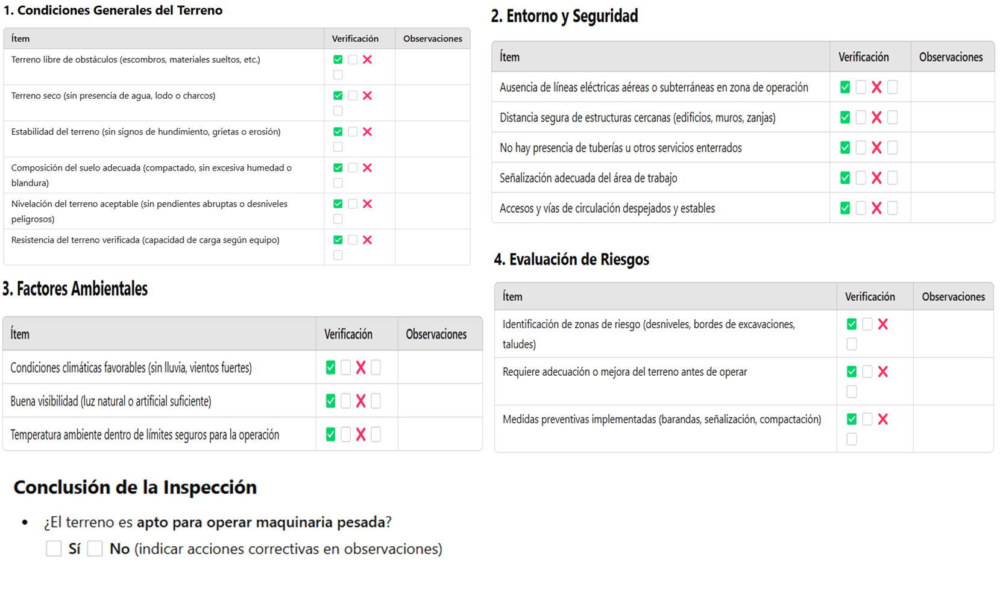 1. Condiciones Generales del Terreno
Ítem Verificación Observaciones
Terreno libre de obstáculos (escombros, materiales sueltos, etc.)
Terreno seco (sin presencia de agua, lodo o charcos)
Estabilidad del terreno (sin signos de hundimiento, grietas o erosión)
Composición del suelo adecuada (compactado, sin excesiva humedad o
blandura)
Nivelación del terreno aceptable (sin pendientes abruptas o desniveles
peligrosos)
Resistencia del terreno verificada (capacidad de carga según equipo)
2. Entorno y Seguridad
Ítem Verificación Observaciones
Ausencia de líneas eléctricas aéreas o subterráneas en zona de operación
Distancia segura de estructuras cercanas (edificios, muros, zanjas)
No hay presencia de tuberías u otros servicios enterrados
Señalización adecuada del área de trabajo
Accesos y vías de circulación despejados y estables
3. Factores Ambientales
Ítem Verificación Observaciones
Condiciones climáticas favorables (sin lluvia, vientos fuertes)
Buena visibilidad (luz natural o artificial suficiente)
Temperatura ambiente dentro de límites seguros para la operación
4. Evaluación de Riesgos
Ítem Verificación Observaciones
Identificación de zonas de riesgo (desniveles, bordes de excavaciones,
taludes)
Requiere adecuación o mejora del terreno antes de operar
Medidas preventivas implementadas (barandas, señalización, compactación)
Conclusión de la Inspección
• ¿El terreno es apto para operar maquinaria pesada?
Sí No (indicar acciones correctivas en observaciones)